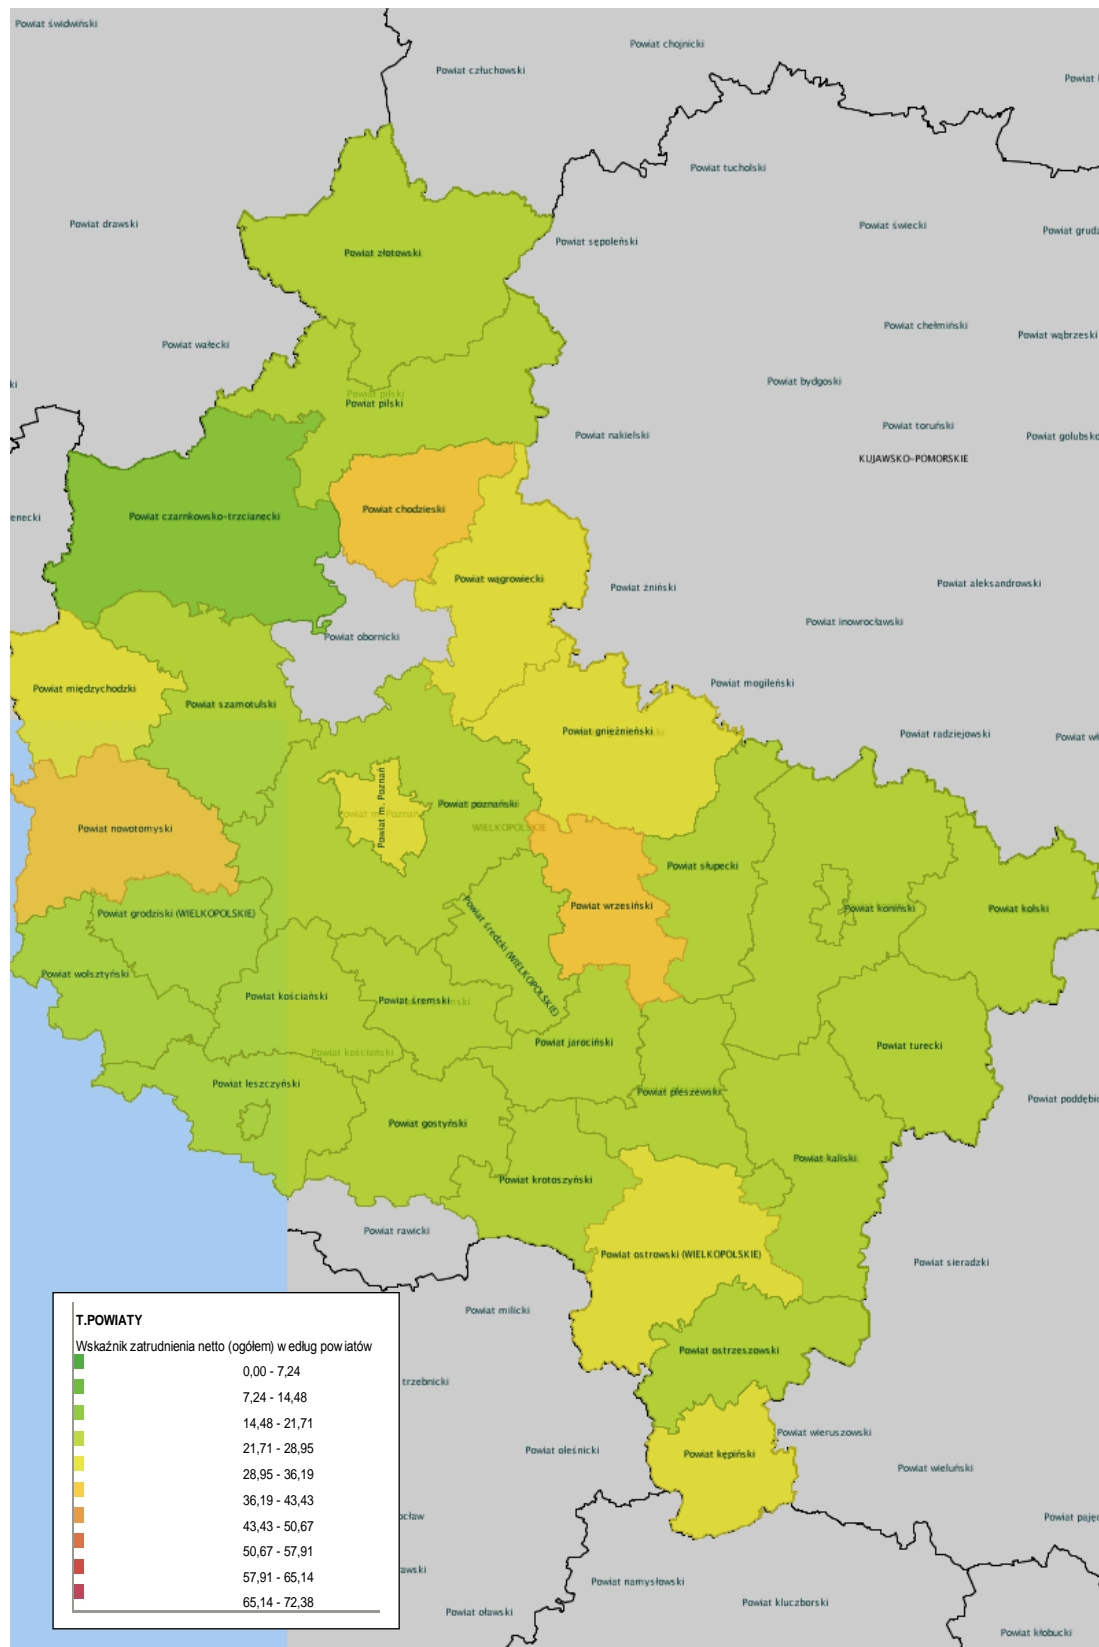 Powiat świdwiński
Powiat chojnicki
Powiat człuchowski
Powiat
Powiat tucholski
Powiat drawski
Powiat świecki
Powiat sępoleński
Powiat złotowski
Powiat chełmiński
Powiat wąbrzeski
Powiat wałecki
Powiat bydgoski
ki
Powiat pilski
Powiat pilski
Powiat toruński
Powiat nakielski
Powiat golubsko
KUJAWSKO-POMORSKIE
Powiat chodzieski
enecki
Powiat czarnkowsko-trzcianecki
Powiat wągrowiecki
Powiat żniński
Powiat aleksandrowski
Powiat inowrocławski
Powiat obornicki
Powiat międzychodzki
Powiat mogileński
Powiat szamotulski
Powiat gnieźnieński
Powiat radziejowski
Powiat wł
Powiat m. Poznań
Powiat m. Poznań
Powiat poznański
WIELKOPOLSKIE
Powiat nowotomyski
Powiat słupecki
Powiat wrzesiński
Powiat koniński
Powiat kolski
Powiat grodziski (WIELKOPOLSKIE)
Powiat średzki (WIELKOPOLSKIE)
Powiat wolsztyński
Powiat kościański
Powiat śremski
Powiat jarociński
Powiat turecki
Powiat kościański
Powiat leszczyński
Powiat pleszewski
Powiat poddębic
Powiat gostyński
Powiat kaliski
Powiat krotoszyński
Powiat rawicki
Powiat ostrowski (WIELKOPOLSKIE)
Powiat sieradzki
Powiat milicki
Powiat ostrzeszowski
trzebnicki
Powiat wieruszowski
Powiat oleśnicki
Powiat kępiński
Powiat wieluński
ocław
Powiat pajęc
awski
Powiat namysłowski
Powiat kluczborski
Powiat oławski
Powiat kłobucki
T.POWIATY
Wskaźnik zatrudnienia netto (ogółem) według powiatów
0,00 - 7,24
7,24 - 14,48
14,48 - 21,71
21,71 - 28,95
28,95 - 36,19
36,19 - 43,43
43,43 - 50,67
50,67 - 57,91
57,91 - 65,14
65,14 - 72,38